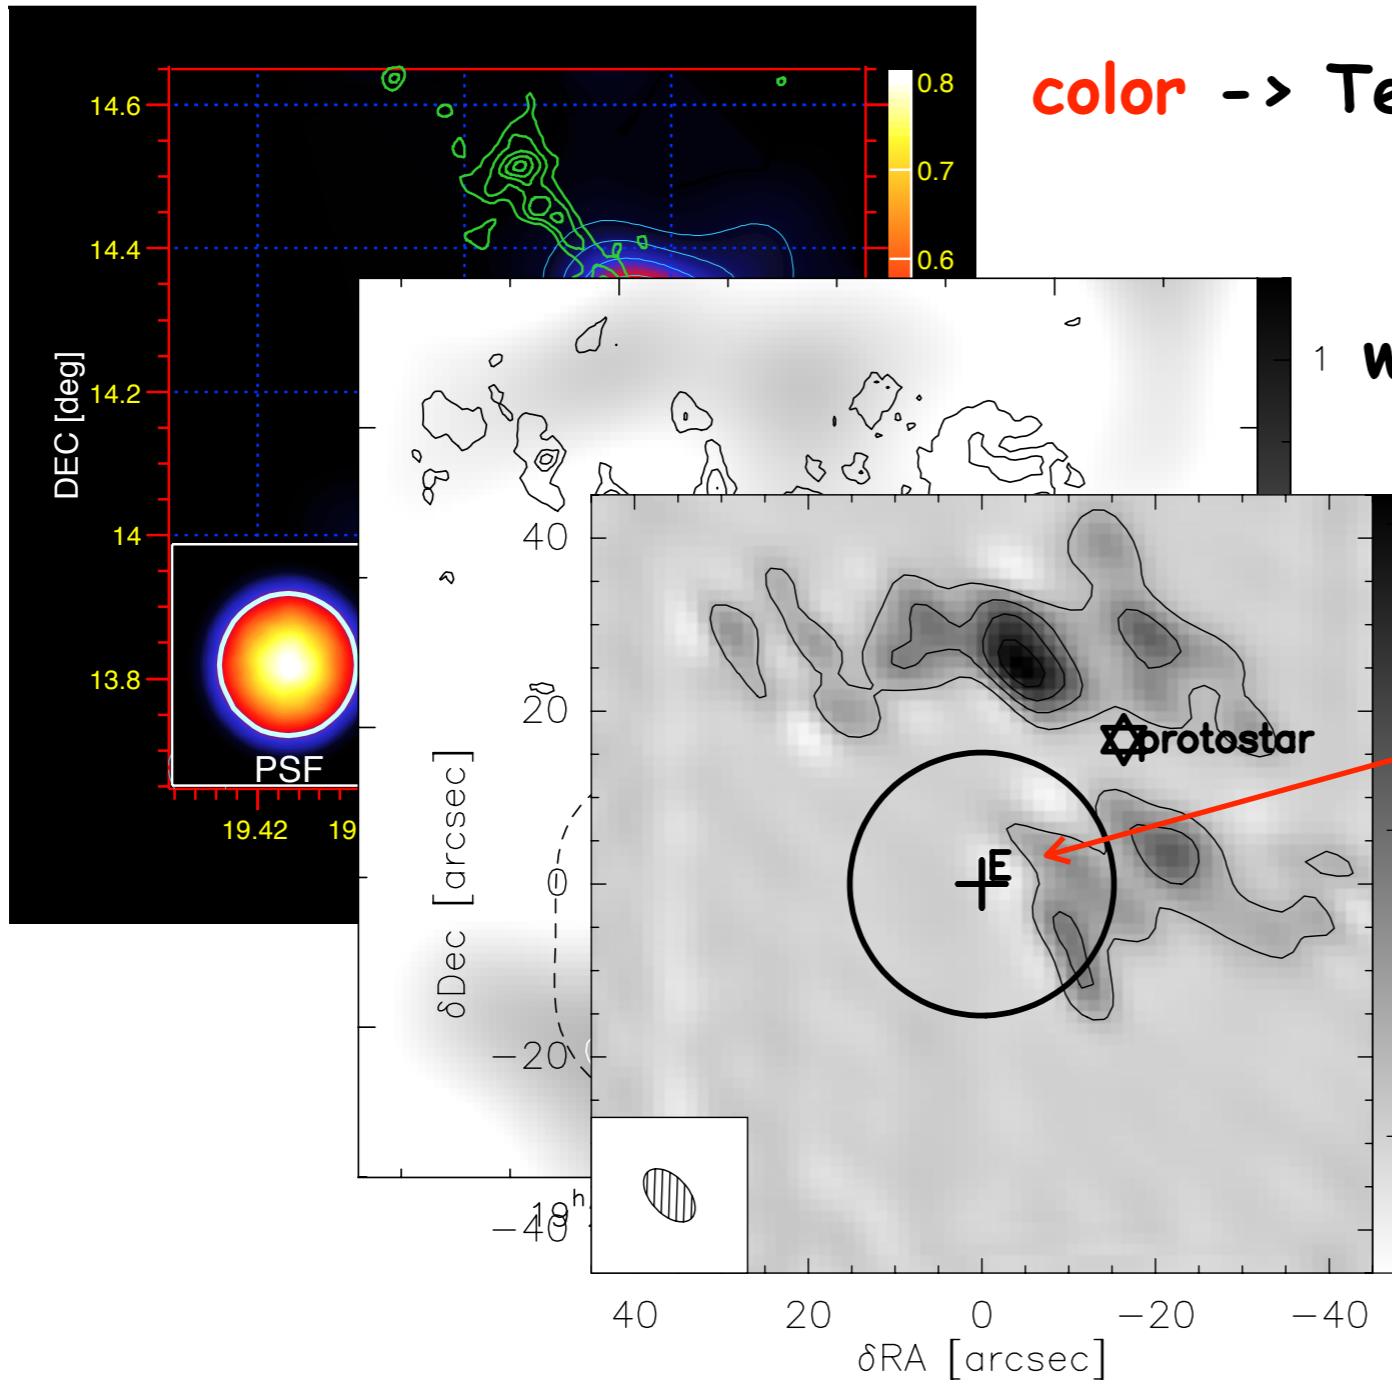 color -> Te
0.8
14.6
0.7
14.4
0.6
DEC [deg]
14.2
1 w
14
13.8
PSF
19.42 19
40
20
0
−20
−40
19h
δDec [arcsec]
protostar
E
40 20 0 −20 −40
δRA [arcsec]